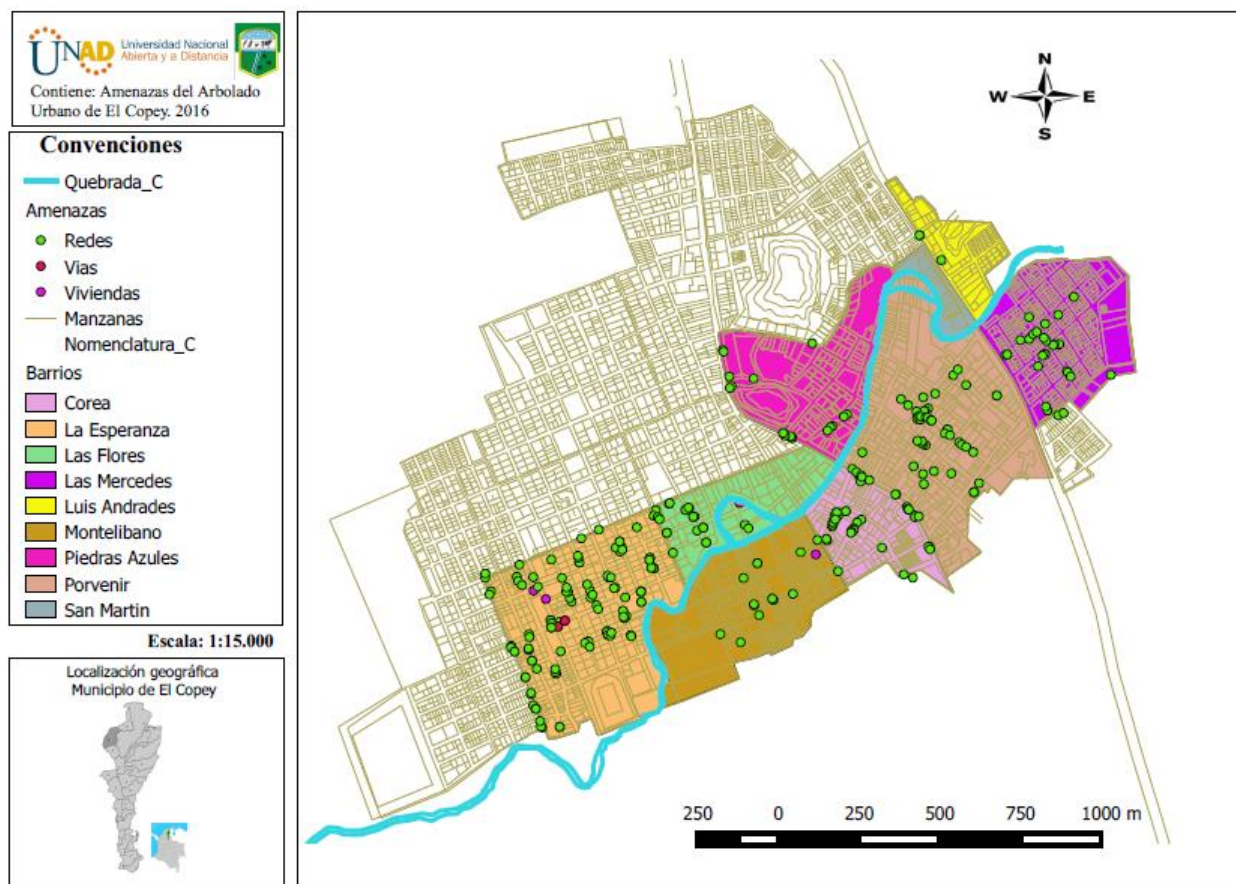 UNAD
Universidad Nacional
Abierta y a Distancia
Contiene: Amenazas del Arbolado
Urbano de El Copey. 2016
Convenciones
Quebrada_C
Amenazas
Redes
Vias
Viviendas
Manzanas
Nomenclatura_C
Barrios
Corea
La Esperanza
Las Flores
Las Mercedes
Luis Andrades
Montelibano
Piedras Azules
Porvenir
San Martin
Escala: 1:15.000
Localización geográfica
Municipio de El Copey
N
W E
S
250 0 250 500 750 1000 m